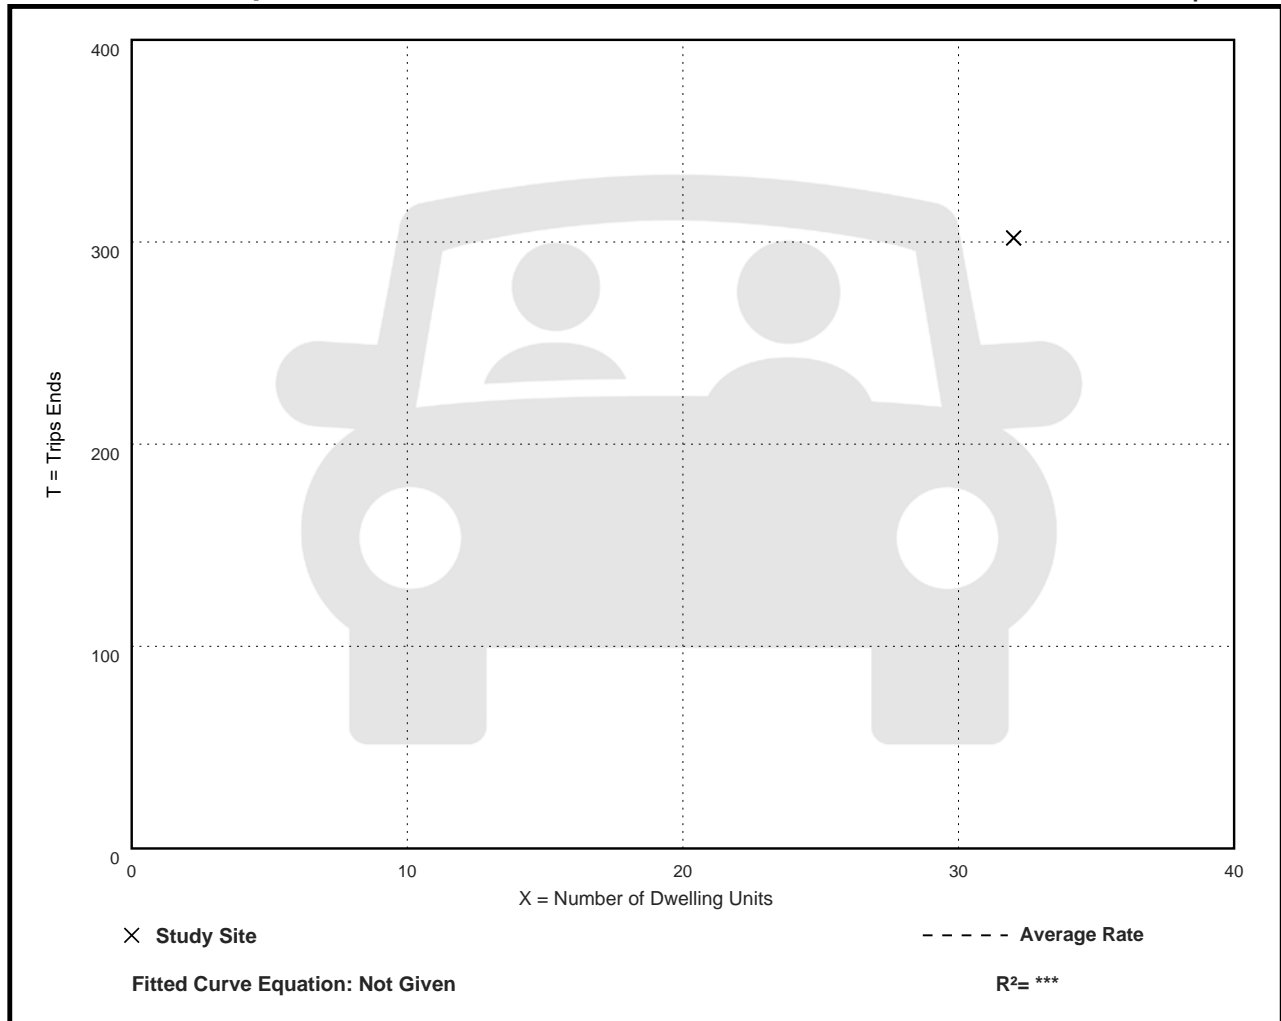 400
300
200
100
0
T = Trips Ends
0 10 20 30 40
X = Number of Dwelling Units
Study Site
Average Rate
Fitted Curve Equation: Not Given
R²= ***